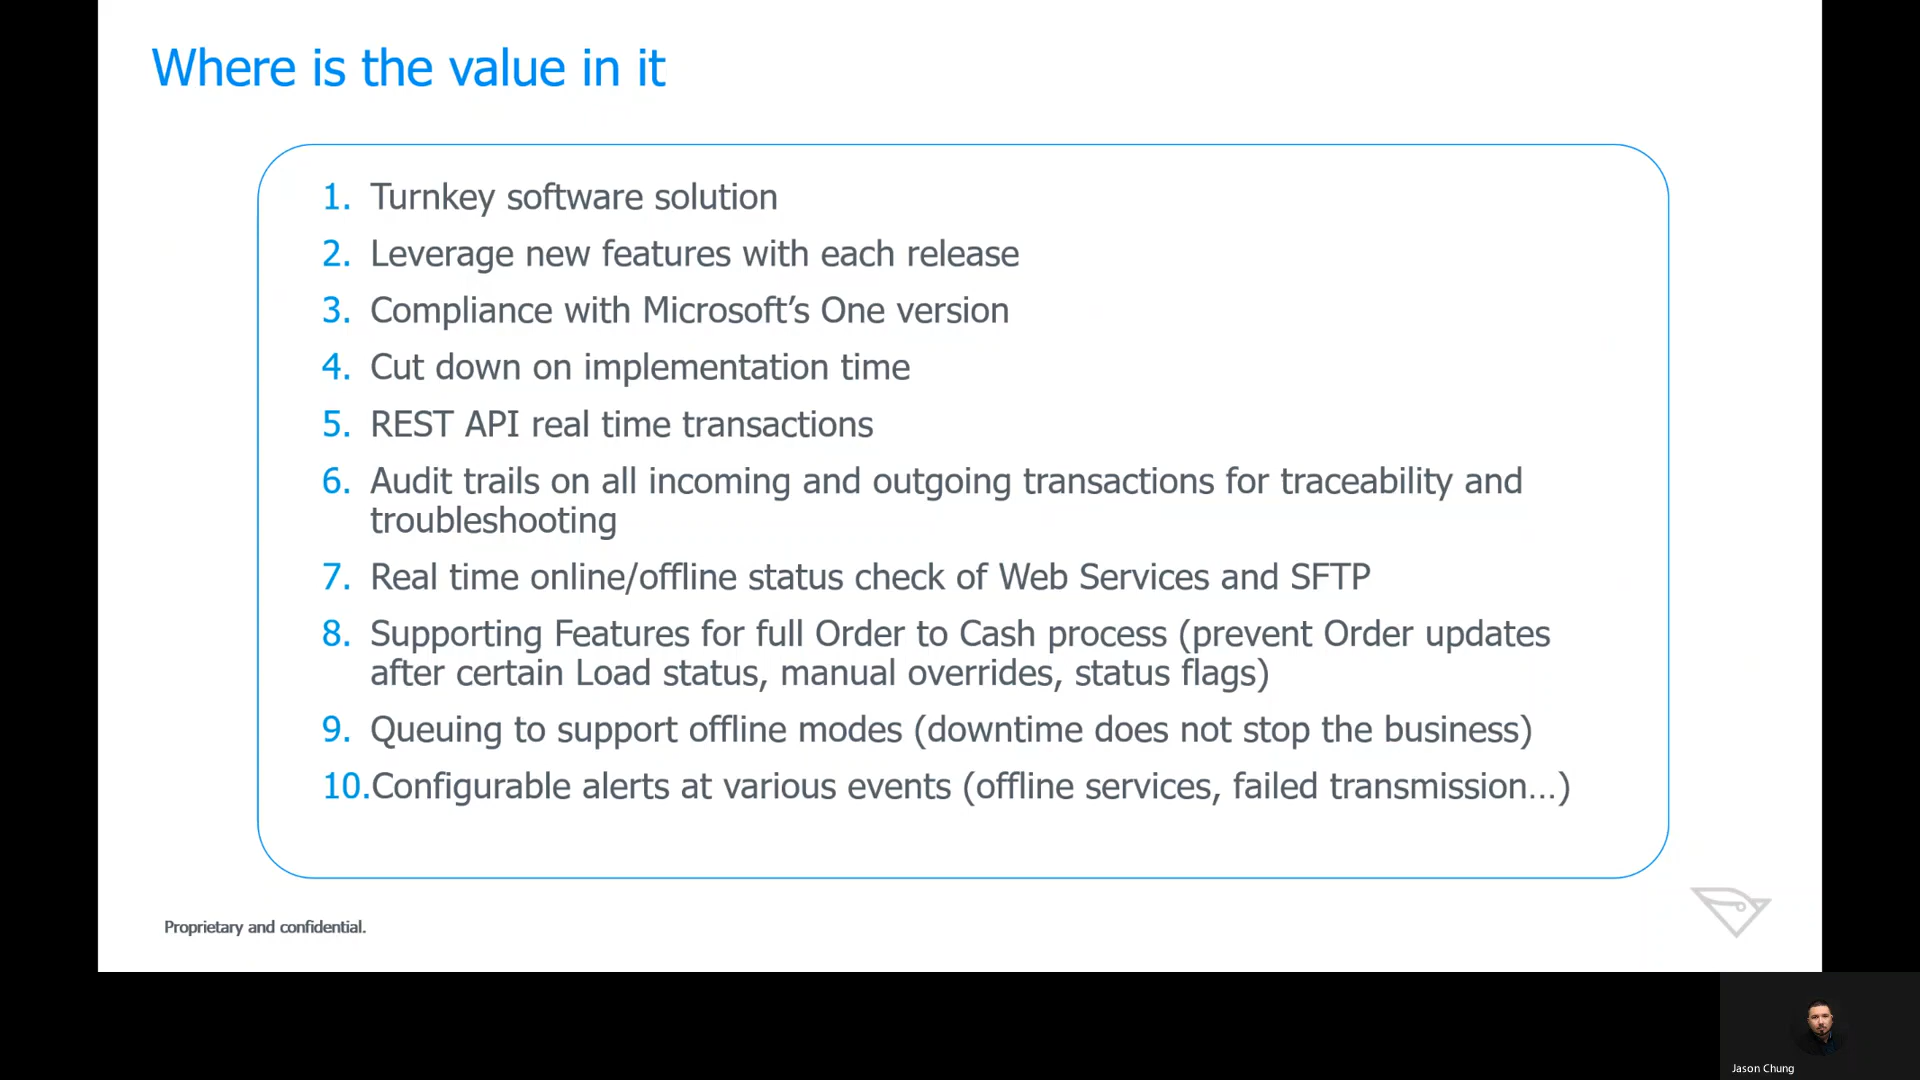 Where is the value in it
1. Turnkey software solution
2. Leverage new features with each release
3. Compliance with Microsoft’s One version
4. Cut down on implementation time
5. REST API real time transactions
6. Audit trails on all incoming and outgoing transactions for traceability and
troubleshooting
7. Real time online/offline status check of Web Services and SFTP
8. Supporting Features for full Order to Cash process (prevent Order updates
after certain Load status, manual overrides, status flags)
9. Queuing to support offline modes (downtime does not stop the business)
10.Configurable alerts at various events (offline services, failed transmission…)
Proprietary and confidential.
Jason Chung